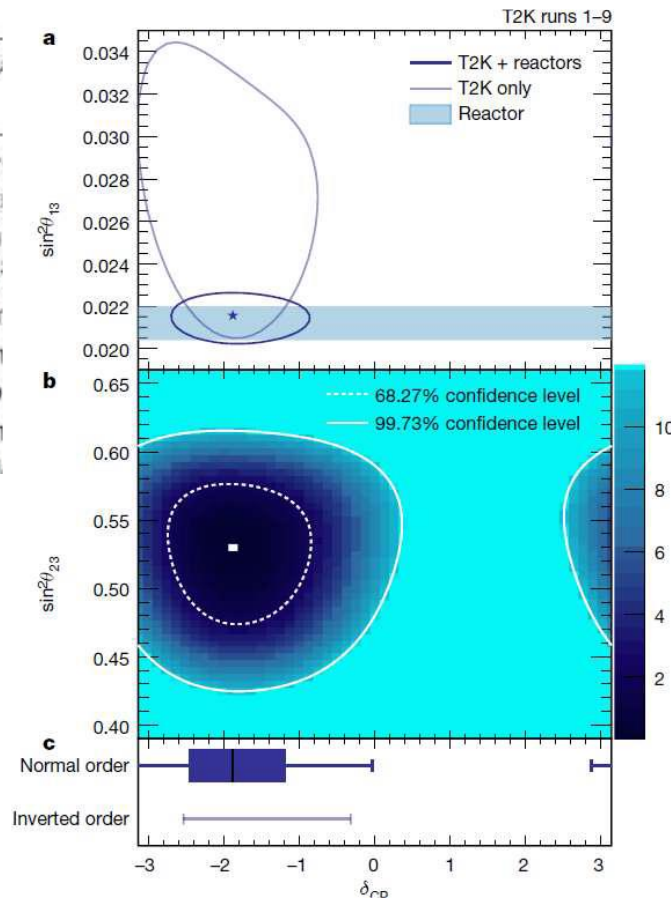 T2K runs 1–9
a
T2K + reactors
T2K only
Reactor
0.034
0.032
0.030
0.028
0.026
0.024
0.022
0.020
sin²θ₁₃
b
68.27% confidence level
99.73% confidence level
0.65
0.60
0.55
0.50
0.45
0.40
sin²θ₂₃
10
8
6
4
2
c
Normal order
Inverted order
−3 −2 −1 0 1 2 3
δCP